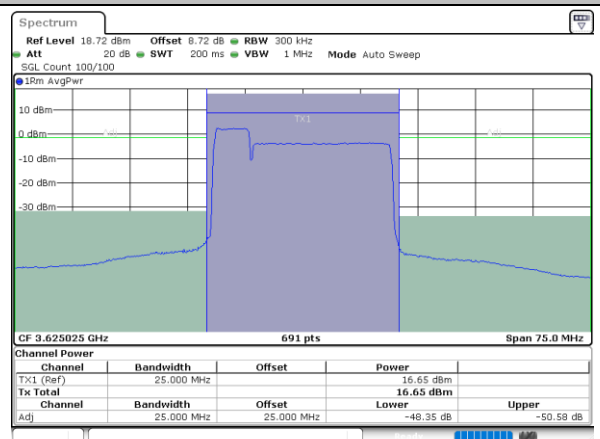 Spectrum
Ref Level 18.72 dBm Offset 8.72 dB RBW 300 kHz
Att 20 dB SWT 200 ms VBW 1 MHz Mode Auto Sweep
SGL Count 100/100
1Rm AvgPwr
10 dBm
TX1
0 dBm Adj Adj
-10 dBm
-20 dBm
-30 dBm
CF 3.625025 GHz 691 pts Span 75.0 MHz
Channel Power
Channel Bandwidth Offset Power
TX1 (Ref) 25.000 MHz 16.65 dBm
Tx Total 16.65 dBm
Channel Bandwidth Offset Lower Upper
Adj 25.000 MHz 25.000 MHz -48.35 dB -50.58 dB